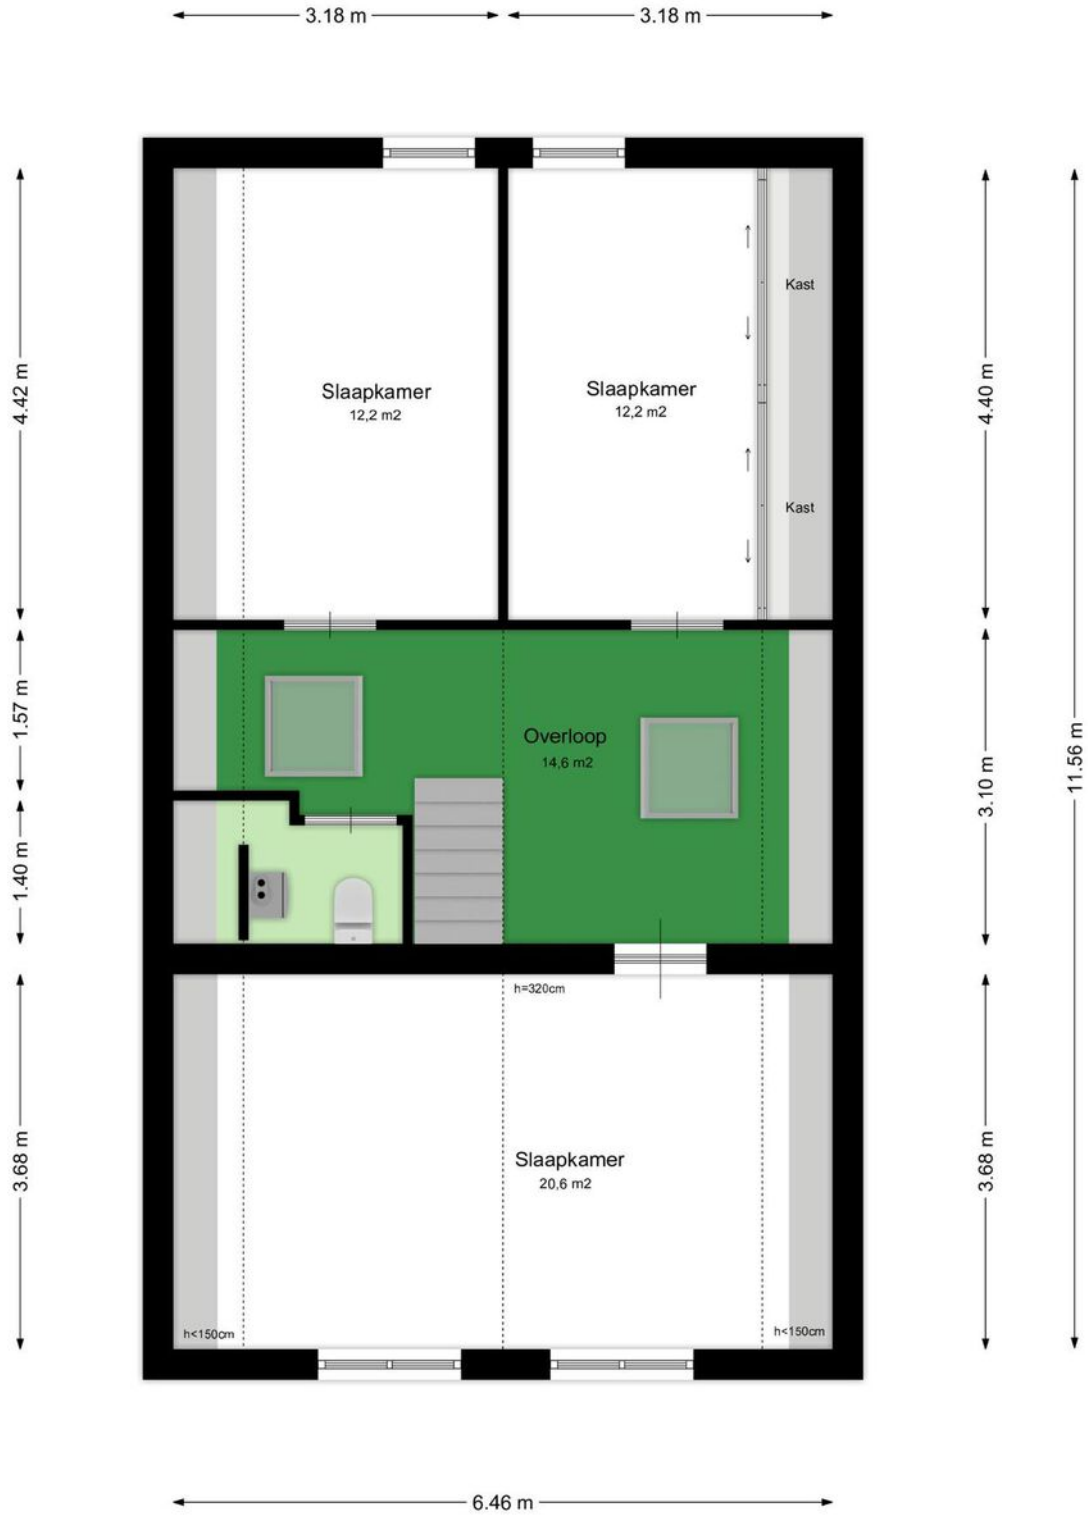 3.18 m
3.18 m
4.42 m
4.40 m
11.56 m
Kast
Slaapkamer
12,2 m2
Slaapkamer
12,2 m2
Kast
1.57 m
Overloop
14,6 m2
3.10 m
1.40 m
h=320cm
3.68 m
Slaapkamer
20,6 m2
3.68 m
h<150cm
h<150cm
6.46 m